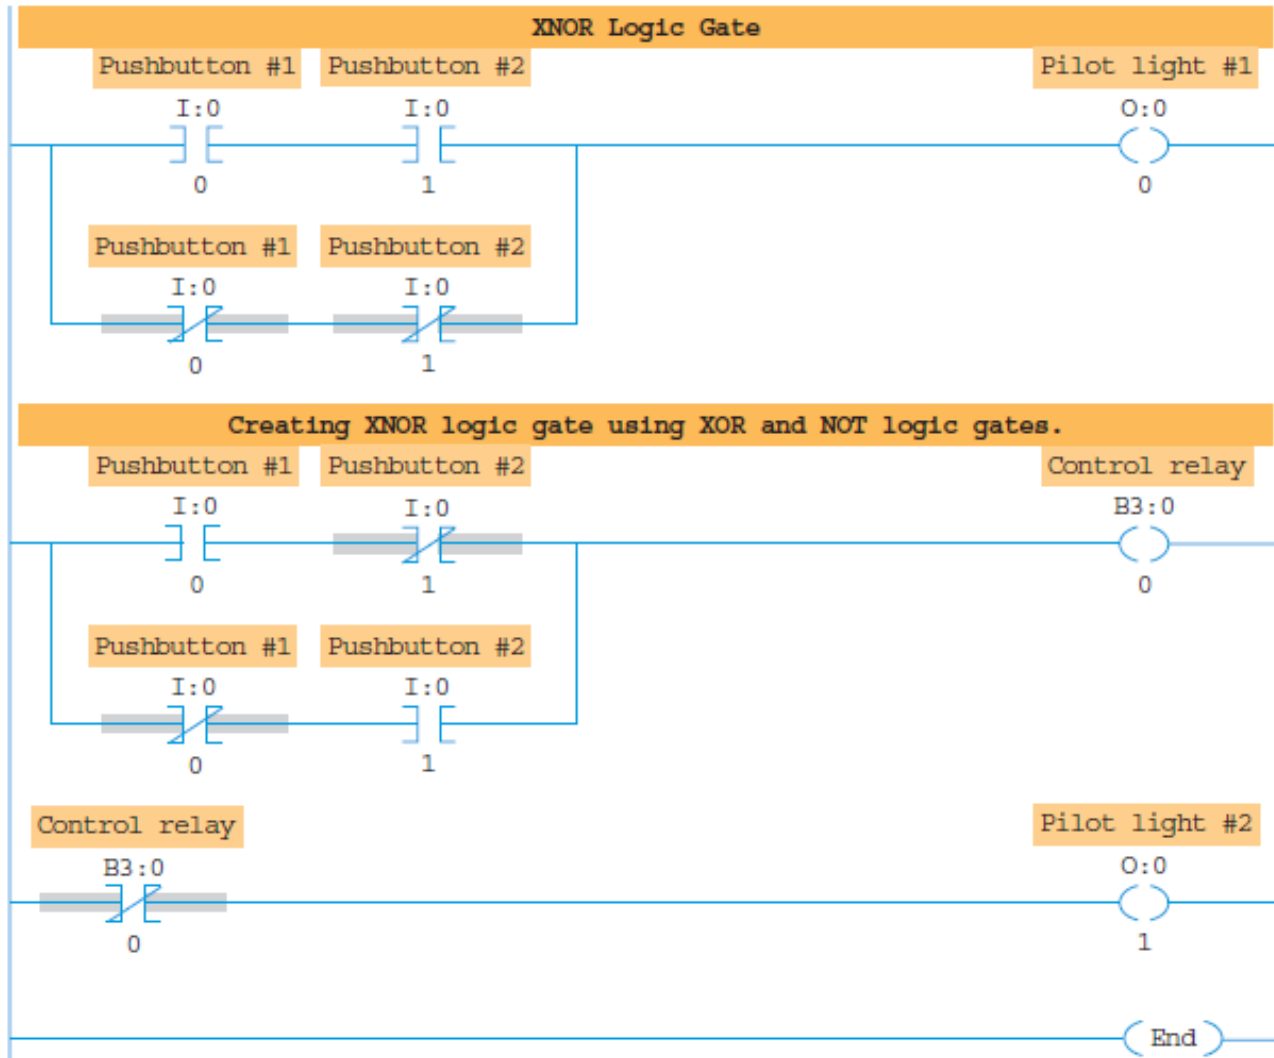 XNOR Logic Gate
Pushbutton #1 Pushbutton #2 Pilot light #1
I:0 I:0 O:0
0 1 0
Pushbutton #1 Pushbutton #2
I:0 I:0
0 1
Creating XNOR logic gate using XOR and NOT logic gates.
Pushbutton #1 Pushbutton #2 Control relay
I:0 I:0 B3:0
0 1 0
Pushbutton #1 Pushbutton #2
I:0 I:0
0 1
Control relay Pilot light #2
B3:0 O:0
0 1
End